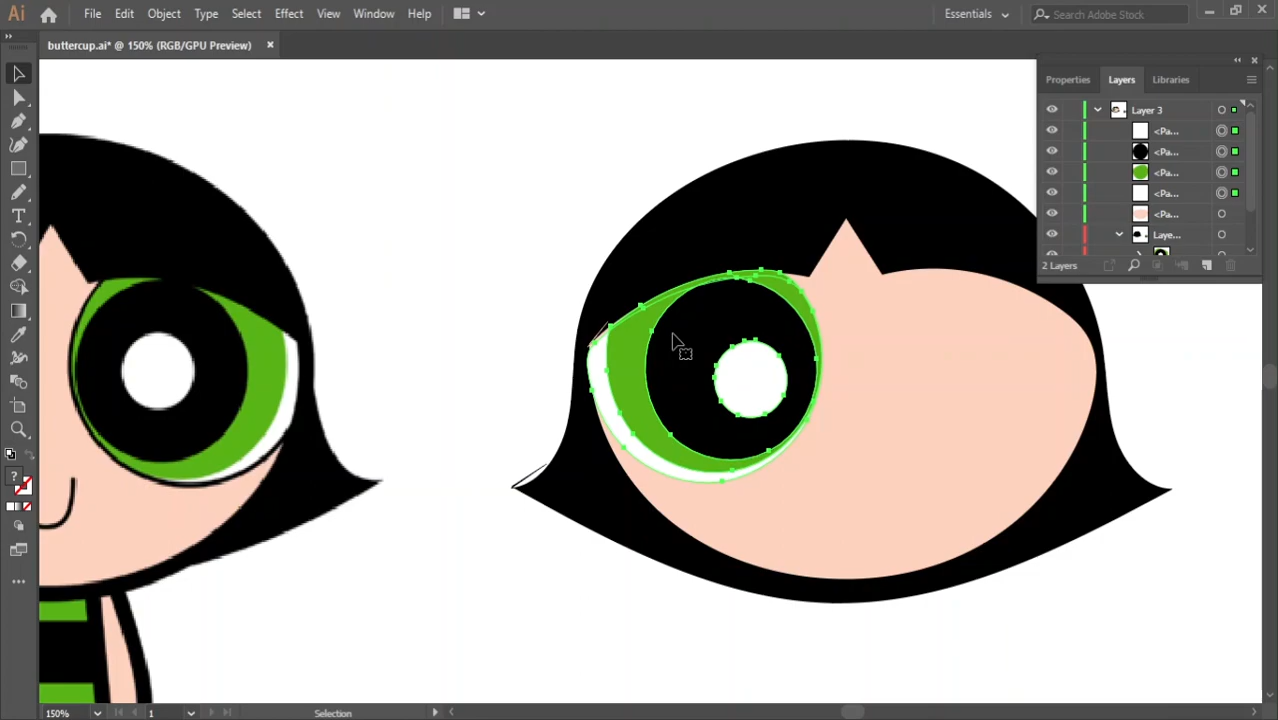 Ai File Edit Object Type Select Effect View Window Help Essentials Search Adobe Stock
buttercup.ai* @ 150% (RGB/GPU Preview) ×
Properties Layers Libraries
Layer 3
<Pa...
<Pa...
<Pa...
<Pa...
<Pa...
Laye...
2 Layers
T
?
150% 1 Selection